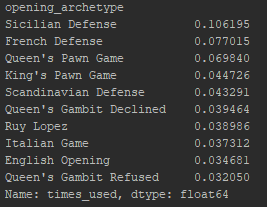 opening_archetype
Sicilian Defense 0.106195
French Defense 0.077015
Queen's Pawn Game 0.069840
King's Pawn Game 0.044726
Scandinavian Defense 0.043291
Queen's Gambit Declined 0.039464
Ruy Lopez 0.038986
Italian Game 0.037312
English Opening 0.034681
Queen's Gambit Refused 0.032050
Name: times_used, dtype: float64